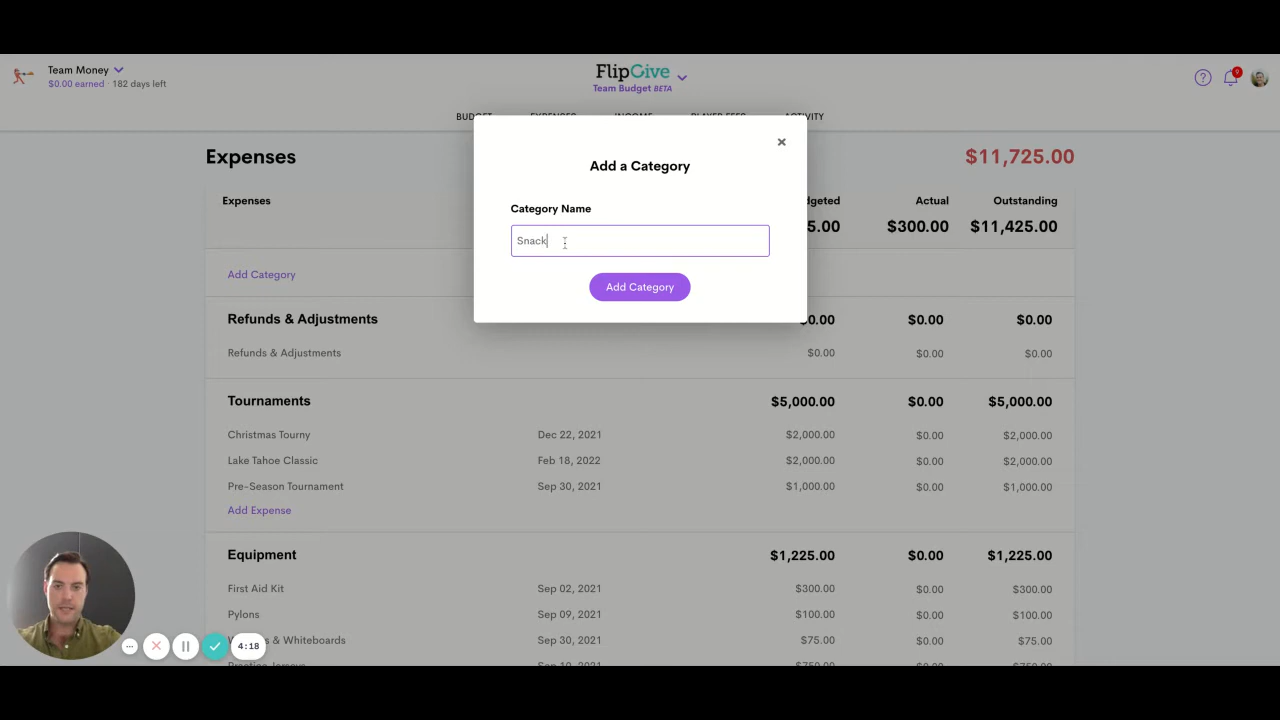 Team Money
$0.00 earned · 182 days left
FlipGive
Team Budget BETA
?
9
BUDGET EXPENSES INCOME PLAYER FEES ACTIVITY
Expenses $11,725.00
Add a Category
Category Name
Snack
Add Category
Expenses Actual Outstanding
$300.00 $11,425.00
Add Category
Refunds & Adjustments $0.00 $0.00 $0.00
Refunds & Adjustments $0.00 $0.00 $0.00
Tournaments $5,000.00 $0.00 $5,000.00
Christmas Tourny Dec 22, 2021 $2,000.00 $0.00 $2,000.00
Lake Tahoe Classic Feb 18, 2022 $2,000.00 $0.00 $2,000.00
Pre-Season Tournament Sep 30, 2021 $1,000.00 $0.00 $1,000.00
Add Expense
Equipment $1,225.00 $0.00 $1,225.00
First Aid Kit Sep 02, 2021 $300.00 $0.00 $300.00
Pylons Sep 09, 2021 $100.00 $0.00 $100.00
& Whiteboards Sep 30, 2021 $75.00 $0.00 $75.00
4:18